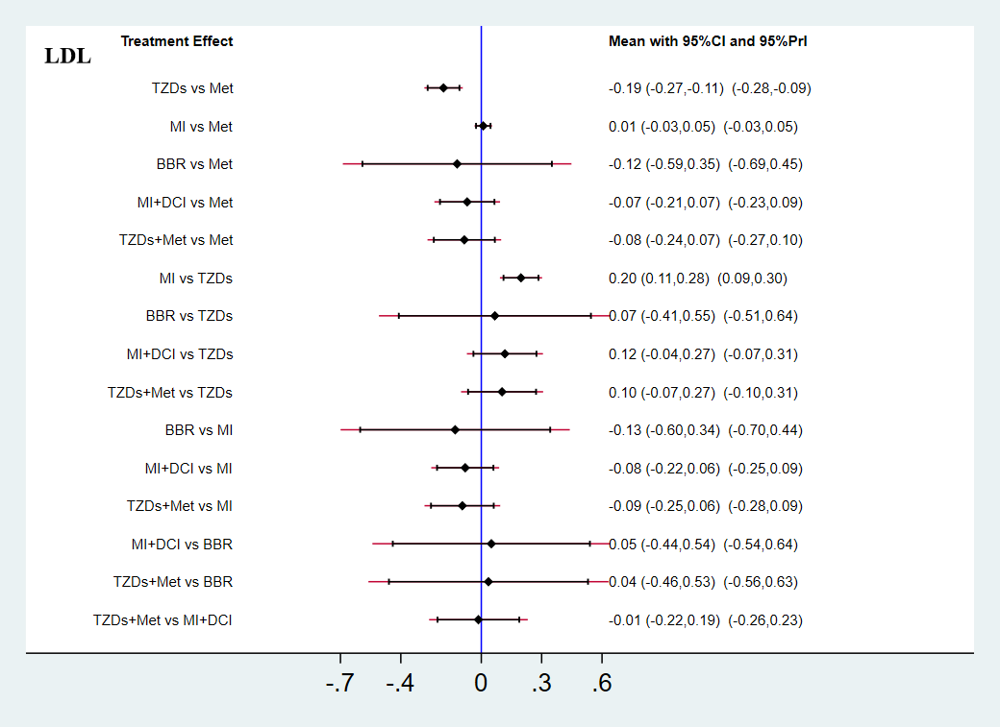 LDL
Treatment Effect Mean with 95%CI and 95%PrI
TZDs vs Met -0.19 (-0.27,-0.11) (-0.28,-0.09)
MI vs Met 0.01 (-0.03,0.05) (-0.03,0.05)
BBR vs Met -0.12 (-0.59,0.35) (-0.69,0.45)
MI+DCI vs Met -0.07 (-0.21,0.07) (-0.23,0.09)
TZDs+Met vs Met -0.08 (-0.24,0.07) (-0.27,0.10)
MI vs TZDs 0.20 (0.11,0.28) (0.09,0.30)
BBR vs TZDs 0.07 (-0.41,0.55) (-0.51,0.64)
MI+DCI vs TZDs 0.12 (-0.04,0.27) (-0.07,0.31)
TZDs+Met vs TZDs 0.10 (-0.07,0.27) (-0.10,0.31)
BBR vs MI -0.13 (-0.60,0.34) (-0.70,0.44)
MI+DCI vs MI -0.08 (-0.22,0.06) (-0.25,0.09)
TZDs+Met vs MI -0.09 (-0.25,0.06) (-0.28,0.09)
MI+DCI vs BBR 0.05 (-0.44,0.54) (-0.54,0.64)
TZDs+Met vs BBR 0.04 (-0.46,0.53) (-0.56,0.63)
TZDs+Met vs MI+DCI -0.01 (-0.22,0.19) (-0.26,0.23)
-.7 -.4 0 .3 .6